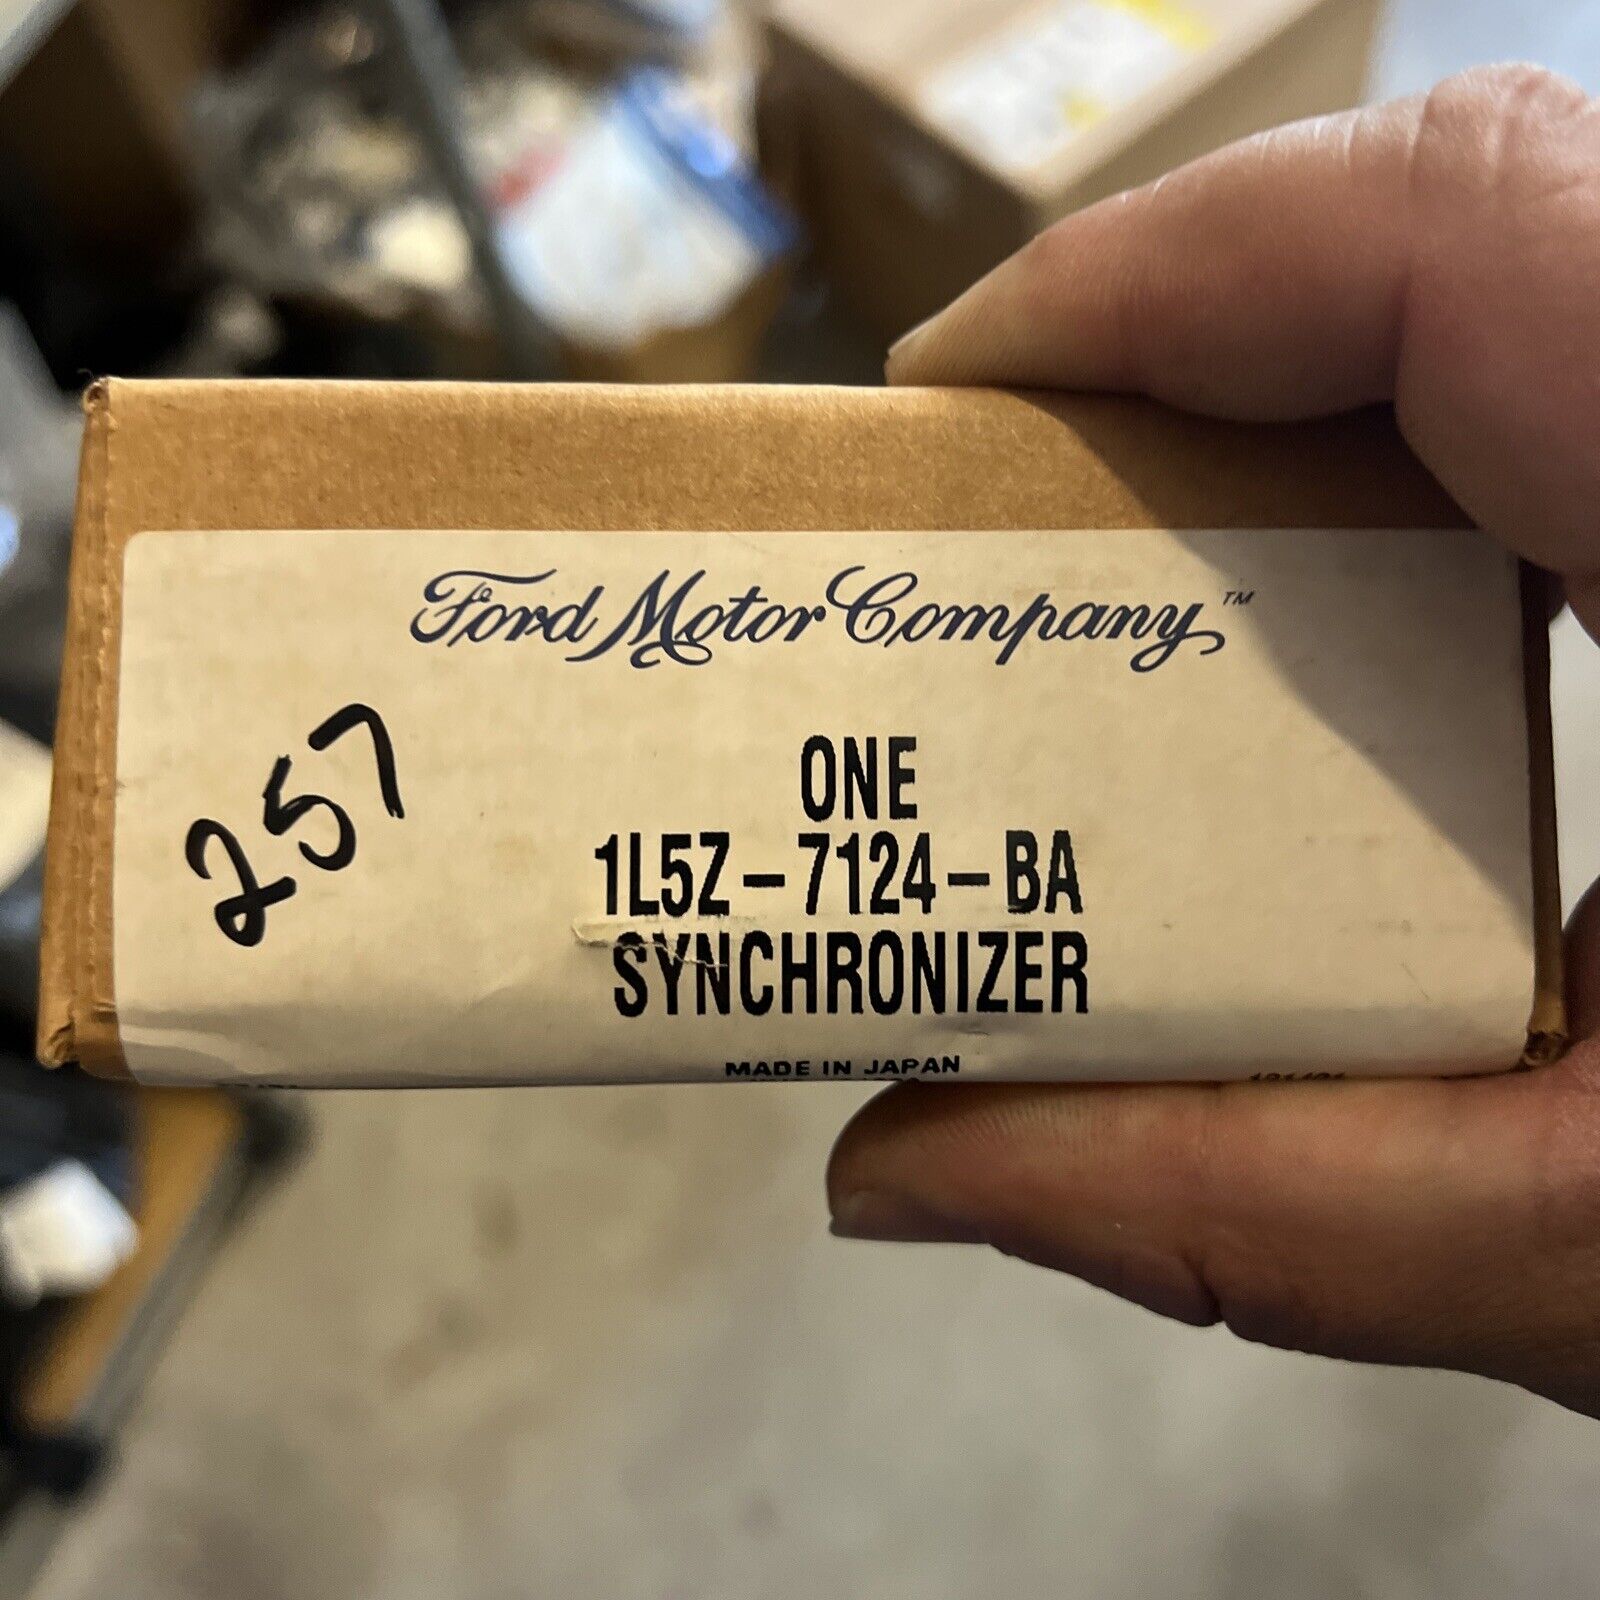 Ford Motor Company™
257
ONE
1L5Z-7124-BA
SYNCHRONIZER
MADE IN JAPAN